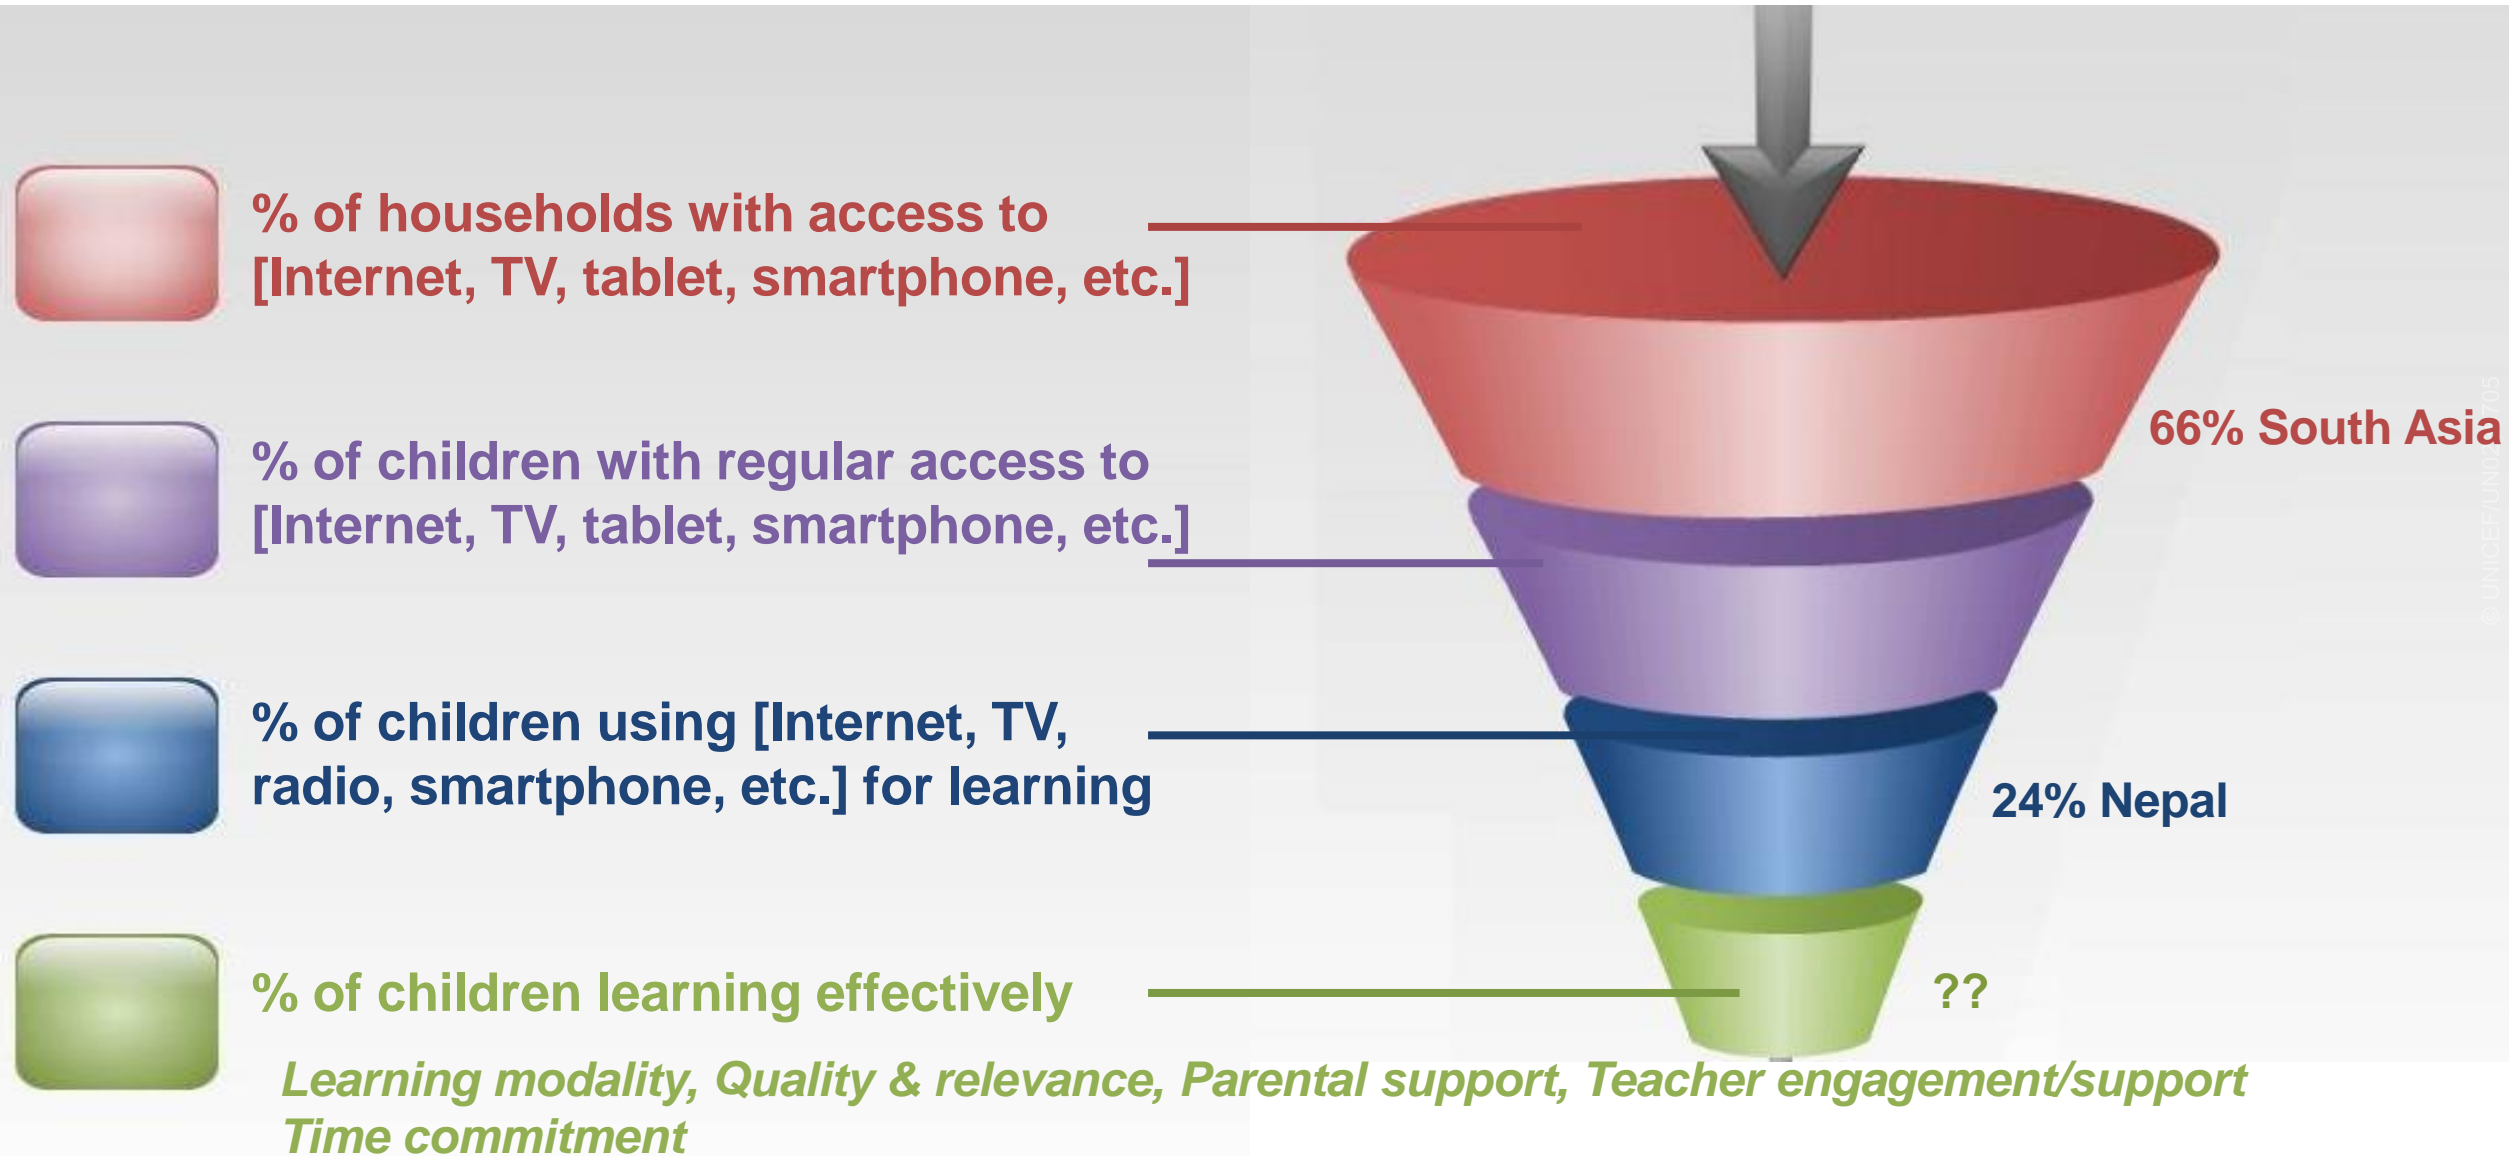 % of households with access to
[Internet, TV, tablet, smartphone, etc.]
66% South Asia
% of children with regular access to
[Internet, TV, tablet, smartphone, etc.]
% of children using [Internet, TV,
radio, smartphone, etc.] for learning
24% Nepal
% of children learning effectively
??
Learning modality, Quality & relevance, Parental support, Teacher engagement/support
Time commitment